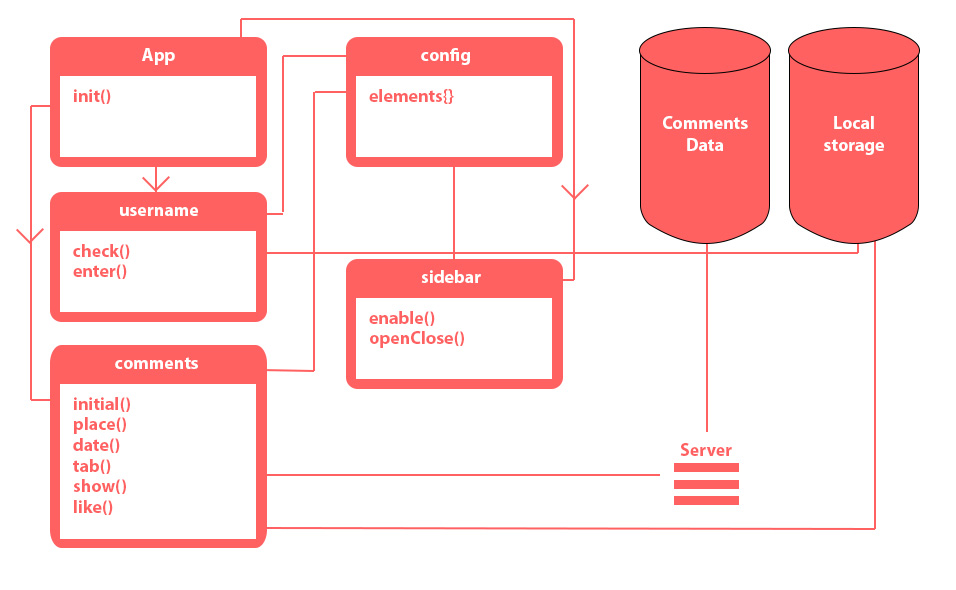 App
init()
config
elements{}
Comments
Data
Local
storage
username
check()
enter()
sidebar
enable()
openClose()
comments
initial()
place()
date()
tab()
show()
like()
Server